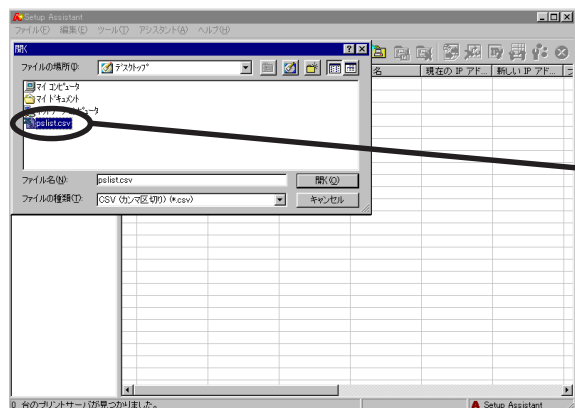 Setup Assistant
ファイル(F) 編集(E) ツール(T) アシスタント(A) ヘルプ(H)
開く
ファイルの場所(I): デスクトップ
マイ コンピュータ
マイ ドキュメント
pslist.csv
ファイル名(N): pslist.csv 開く(O)
ファイルの種類(T): CSV (カンマ区切り) (*.csv) キャンセル
名 現在の IP アド... 新しい IP アド...
0 台のプリントサーバが見つかりました。 Setup Assistant